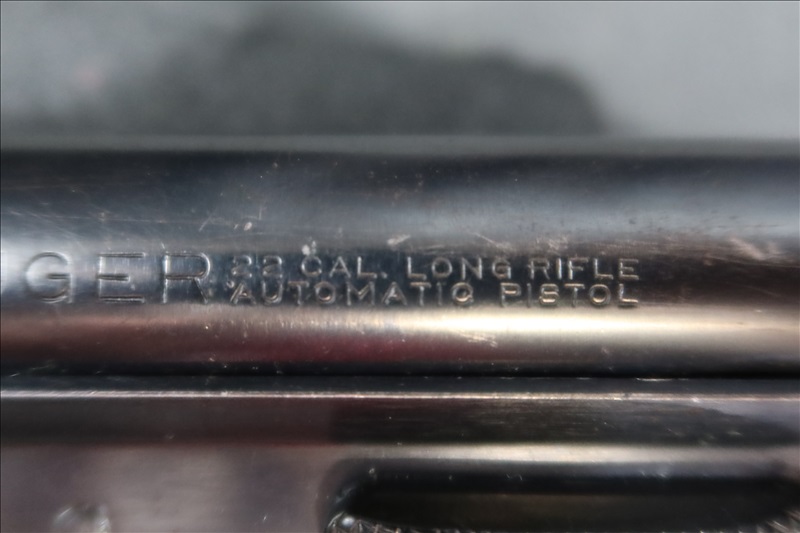 GER 22 CAL. LONG RIFLE
AUTOMATIC PISTOL